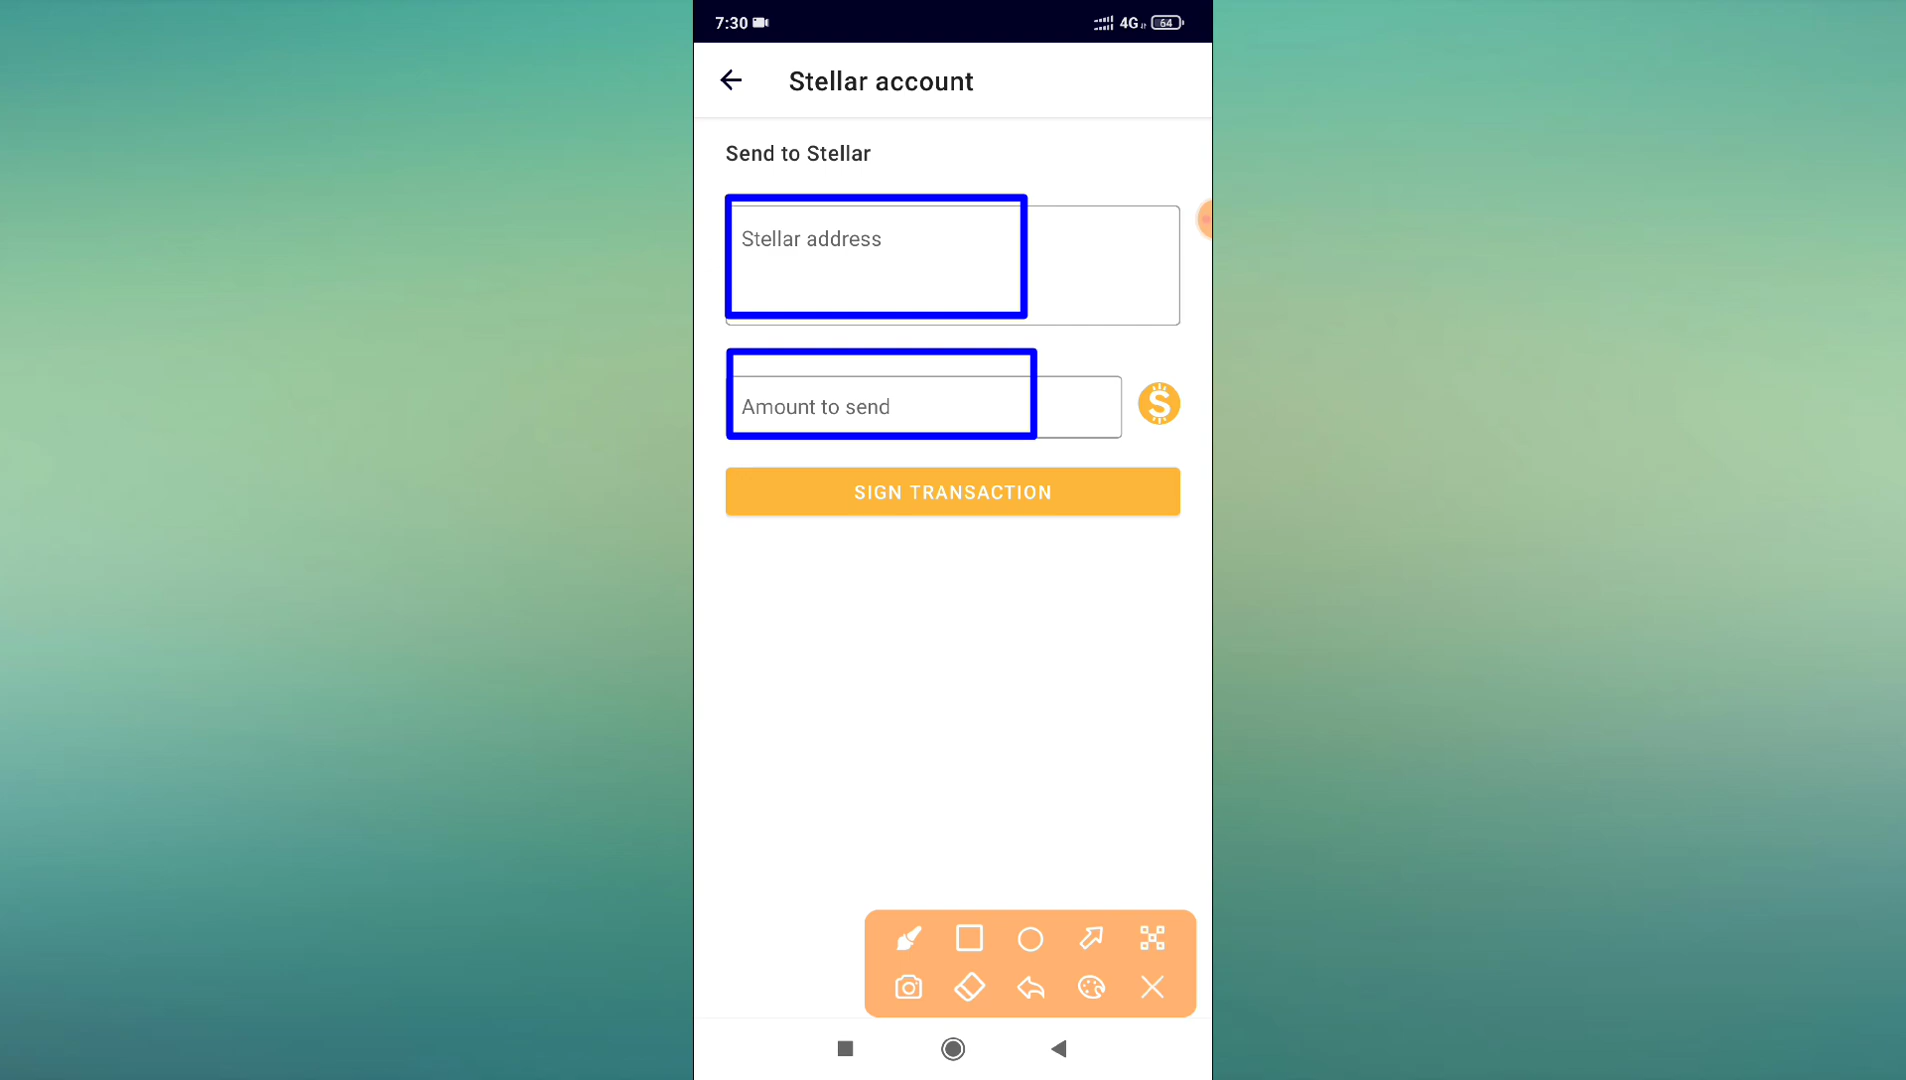 7:30
4G
64
Stellar account
Send to Stellar
Stellar address
Amount to send
S
SIGN TRANSACTION